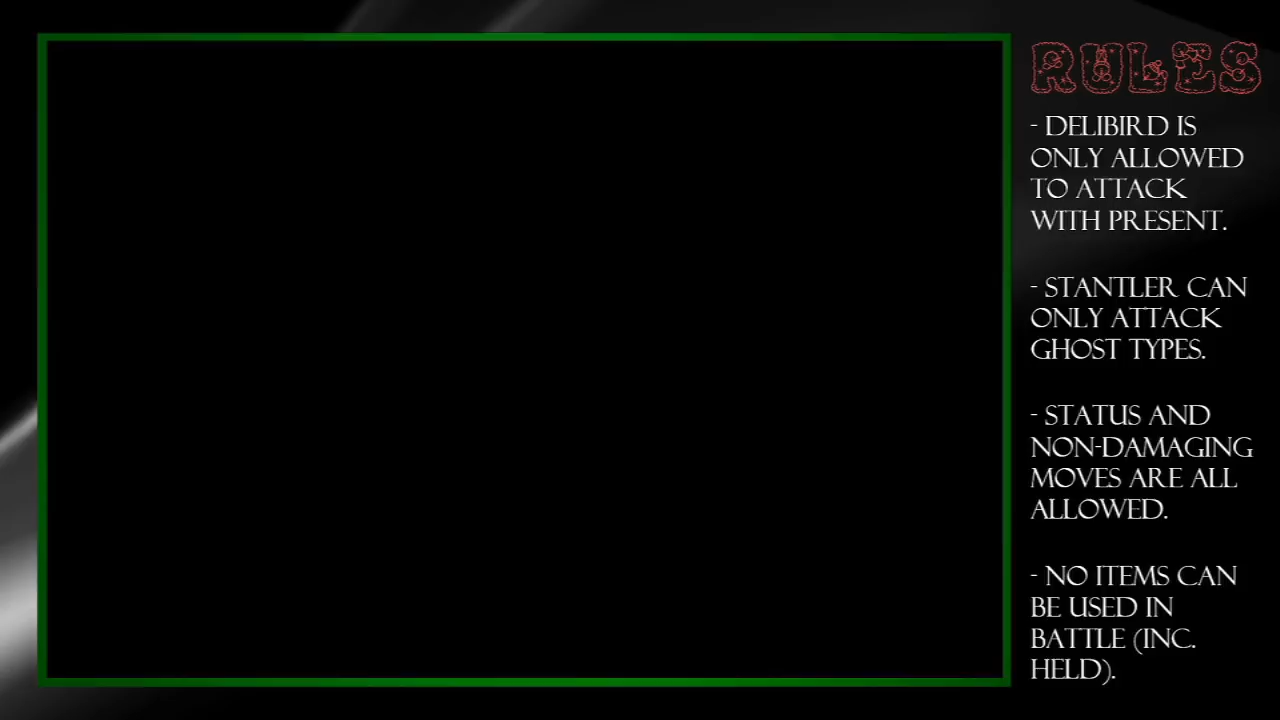 RULES
- DELIBIRD IS
ONLY ALLOWED
TO ATTACK
WITH PRESENT.
- STANTLER CAN
ONLY ATTACK
GHOST TYPES.
- STATUS AND
NON-DAMAGING
MOVES ARE ALL
ALLOWED.
- NO ITEMS CAN
BE USED IN
BATTLE (INC.
HELD).